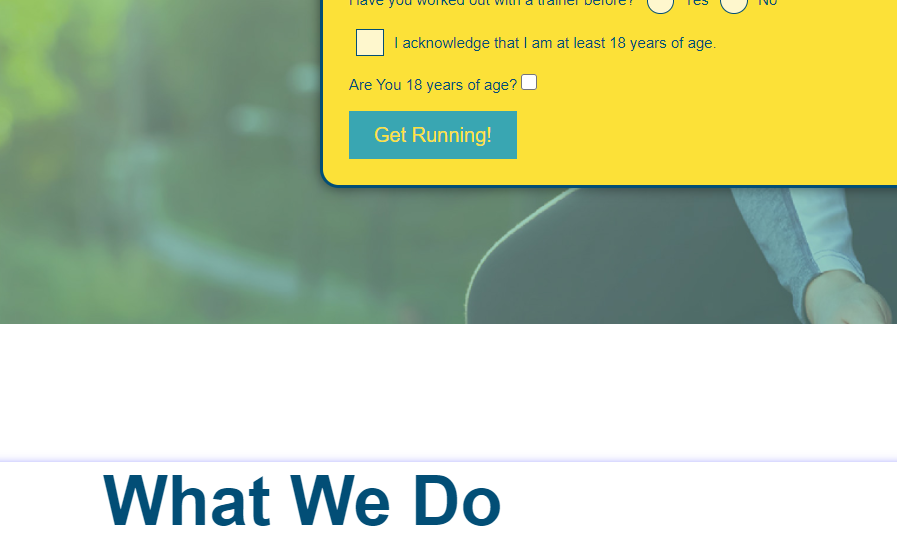 Have you worked out with a trainer before? Yes No
I acknowledge that I am at least 18 years of age.
Are You 18 years of age?
Get Running!
What We Do